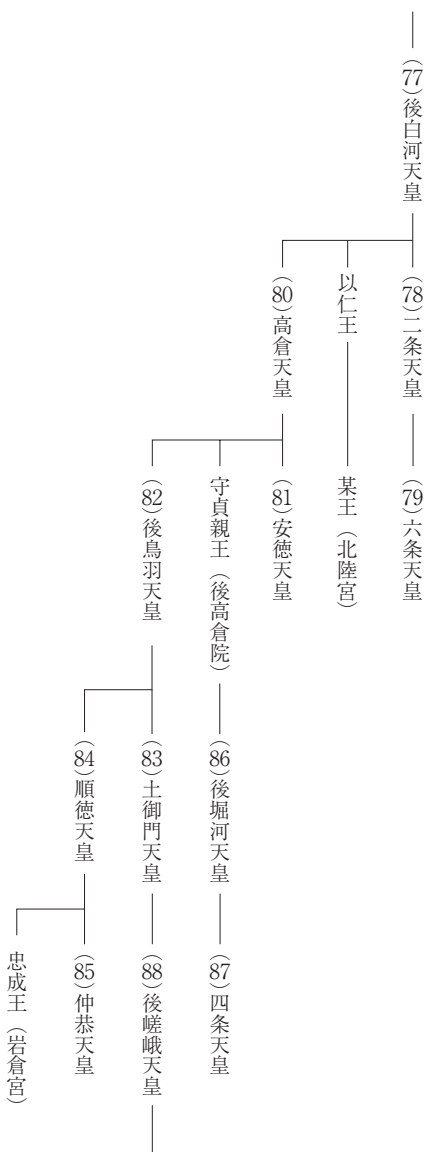 (77)後白河天皇
(78)二条天皇
(79)六条天皇
以仁王
某王(北陸宮)
(80)高倉天皇
(81)安徳天皇
守貞親王(後高倉院)
(86)後堀河天皇
(87)四条天皇
(82)後鳥羽天皇
(83)土御門天皇
(88)後嵯峨天皇
(84)順徳天皇
(85)仲恭天皇
忠成王(岩倉宮)